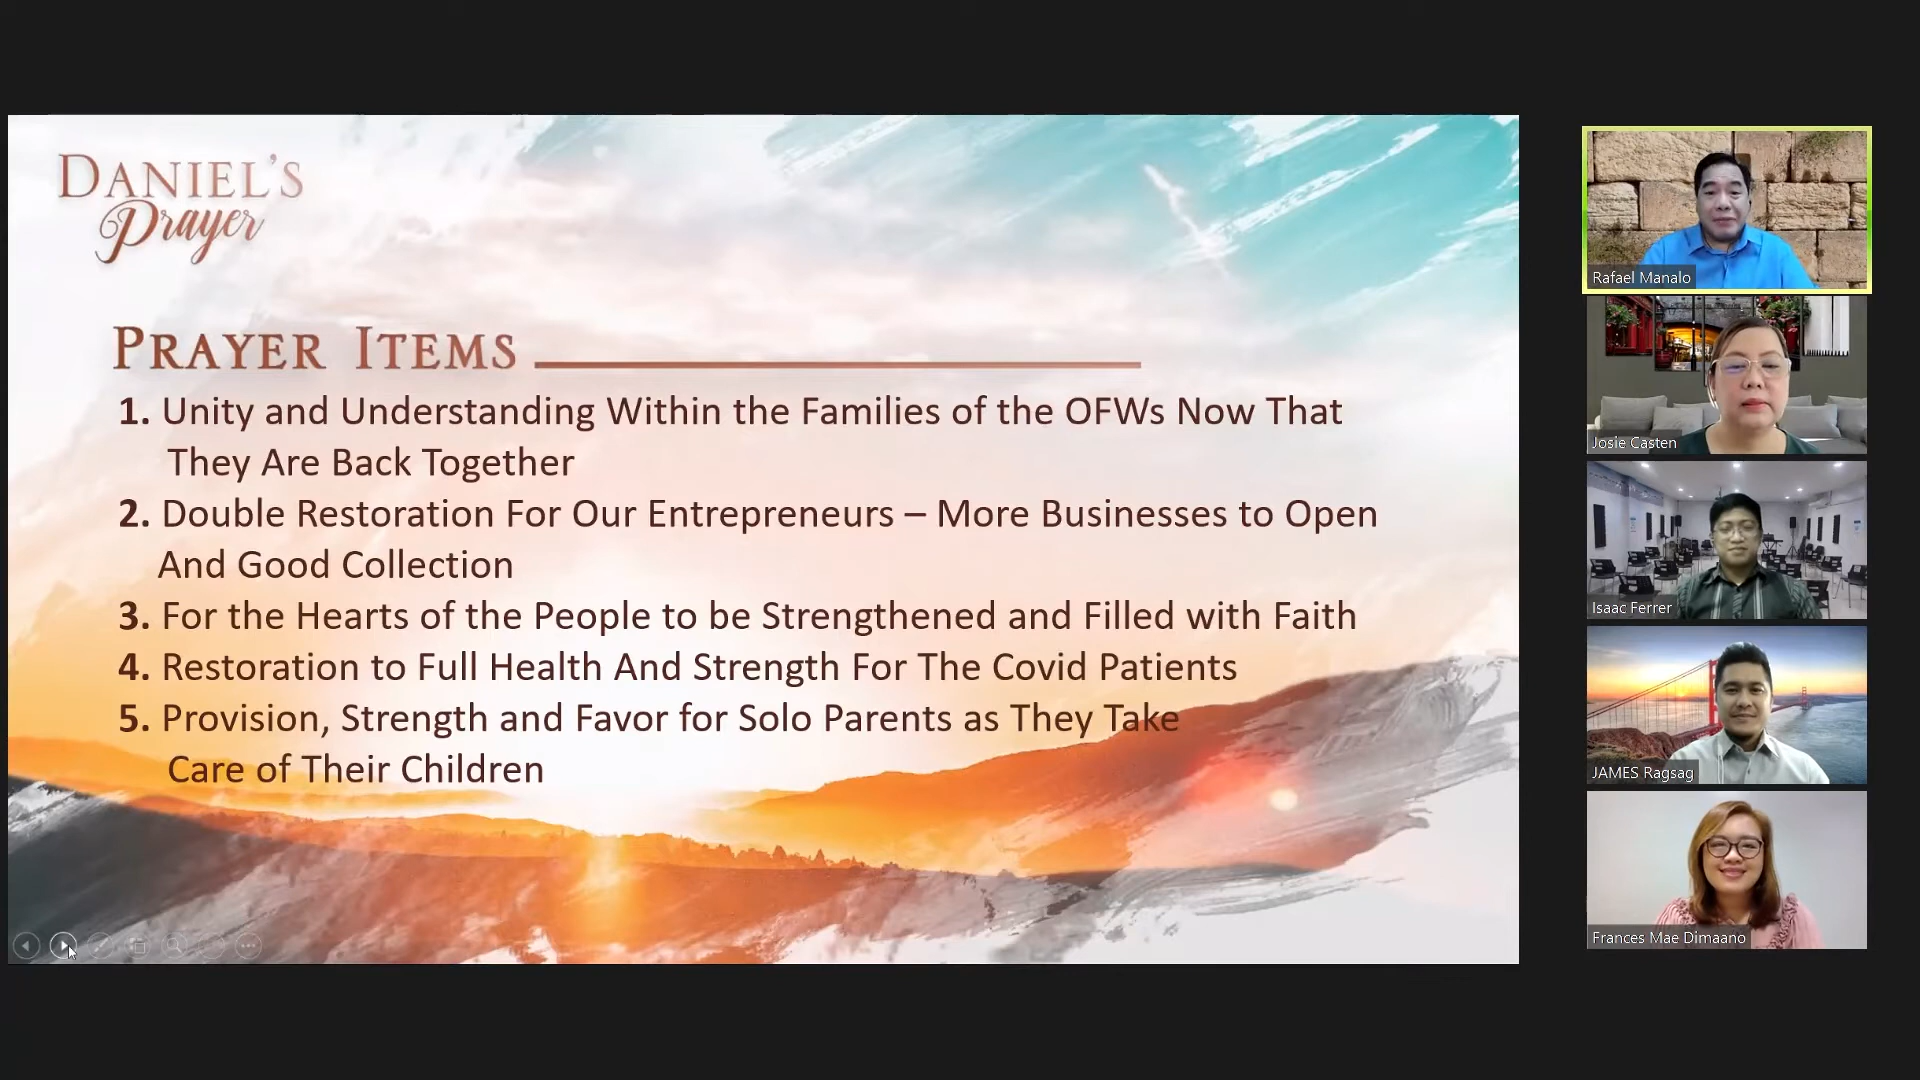 DANIEL'S
Prayer
PRAYER ITEMS
1. Unity and Understanding Within the Families of the OFWs Now That
They Are Back Together
2. Double Restoration For Our Entrepreneurs – More Businesses to Open
And Good Collection
3. For the Hearts of the People to be Strengthened and Filled with Faith
4. Restoration to Full Health And Strength For The Covid Patients
5. Provision, Strength and Favor for Solo Parents as They Take
Care of Their Children
Rafael Manalo
Josie Casten
Isaac Ferrer
JAMES Ragsag
Frances Mae Dimaano